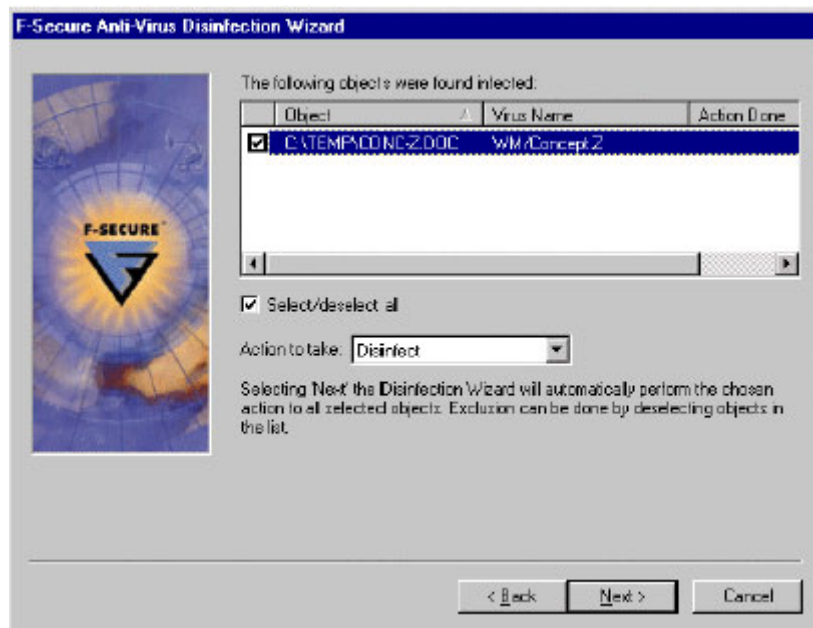 F-Secure Anti-Virus Disinfection Wizard
The following objects were found infected:
Object Virus Name Action Done
C:\TEMP\CONC-Z.DOC WM/Concept.Z
F-SECURE
Select/deselect all
Action to take: Disinfect
Selecting 'Next' the Disinfection Wizard will automatically perform the chosen
action to all selected objects. Exclusion can be done by deselecting objects in
the list.
< Back Next > Cancel